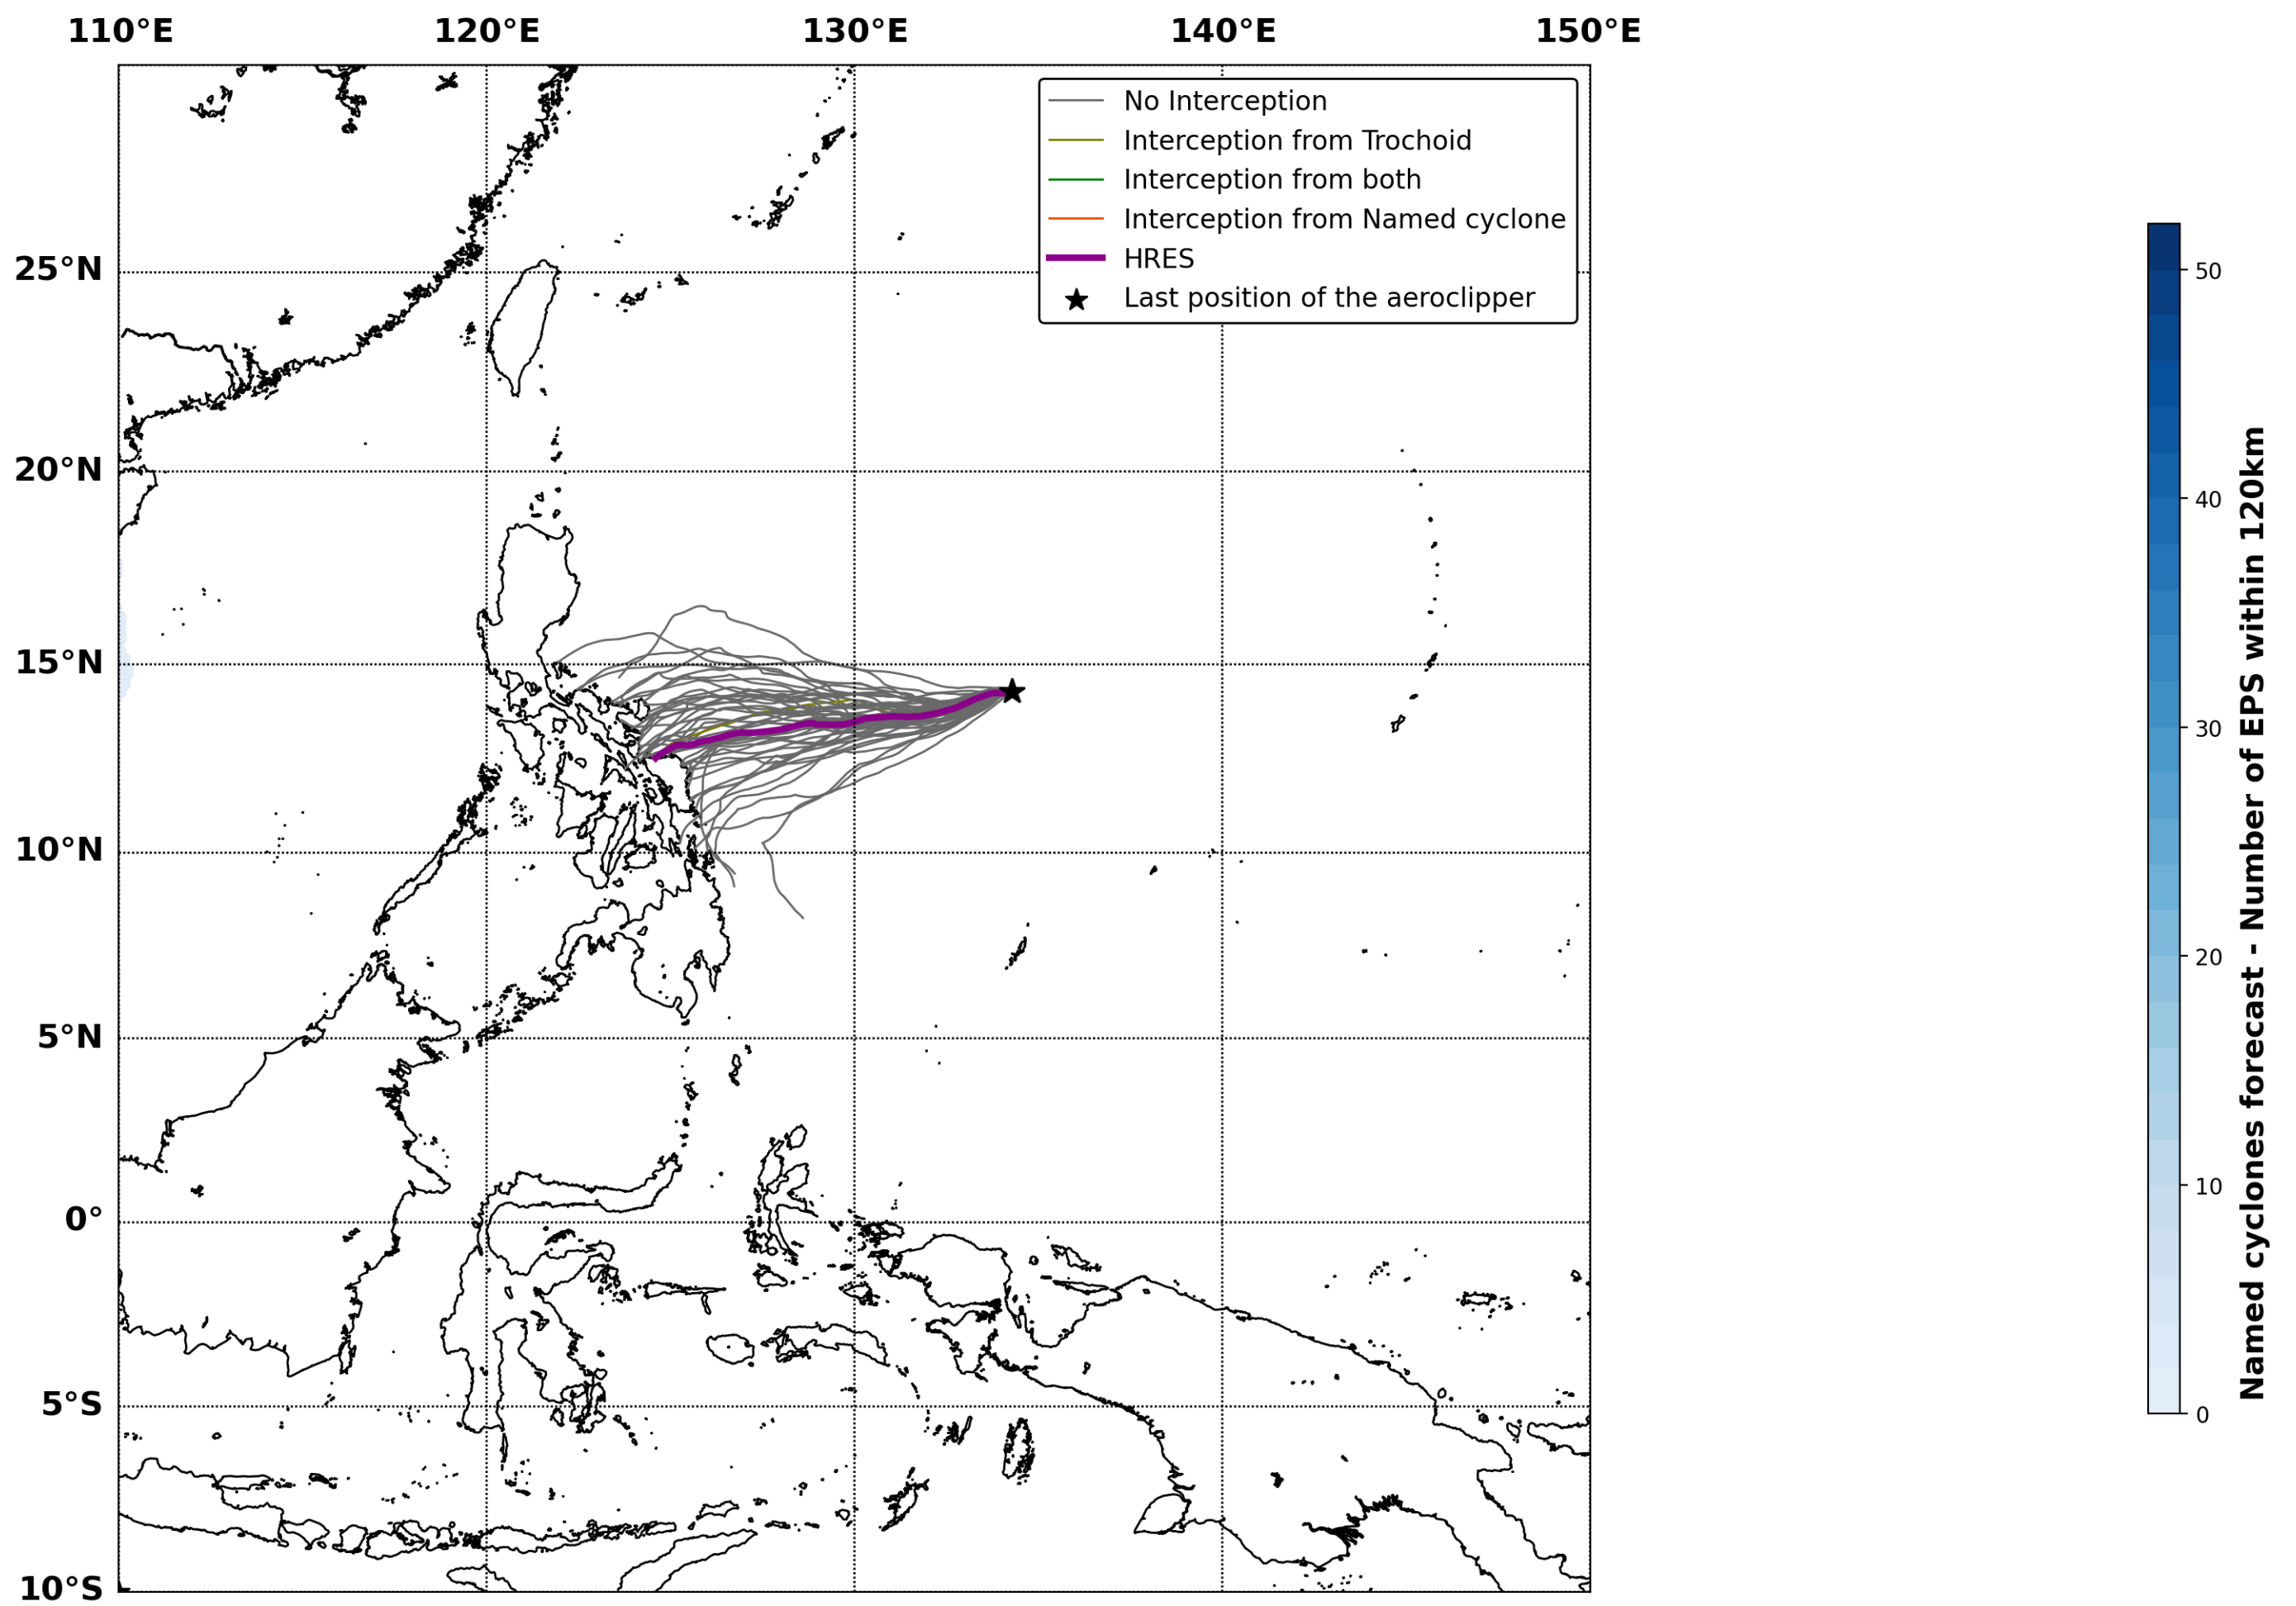 110°E 120°E 130°E 140°E 150°E
No Interception
Interception from Trochoid
Interception from both
Interception from Named cyclone
HRES
Last position of the aeroclipper
25°N
20°N
15°N
10°N
5°N
0°
5°S
10°S
50
40
30
20
10
0
Named cyclones forecast - Number of EPS within 120km